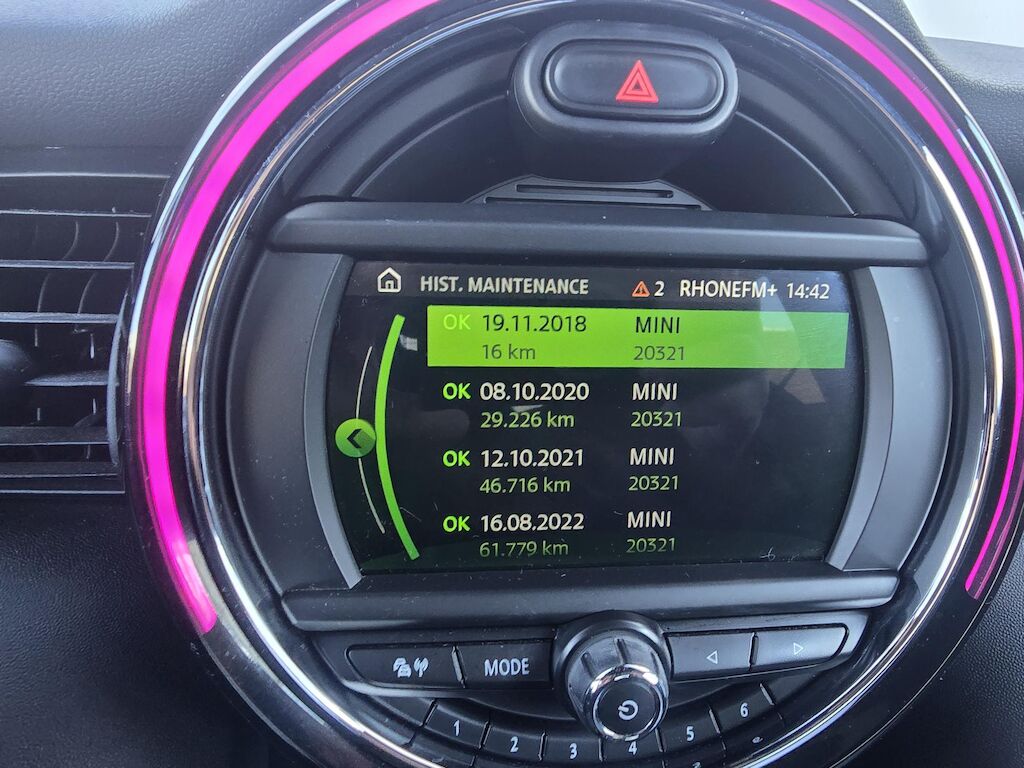 HIST. MAINTENANCE 2 RHONEFM+ 14:42
OK 19.11.2018 MINI
16 km 20321
OK 08.10.2020 MINI
29.226 km 20321
OK 12.10.2021 MINI
46.716 km 20321
OK 16.08.2022 MINI
61.779 km 20321
MODE
1 2 3 4 5 6